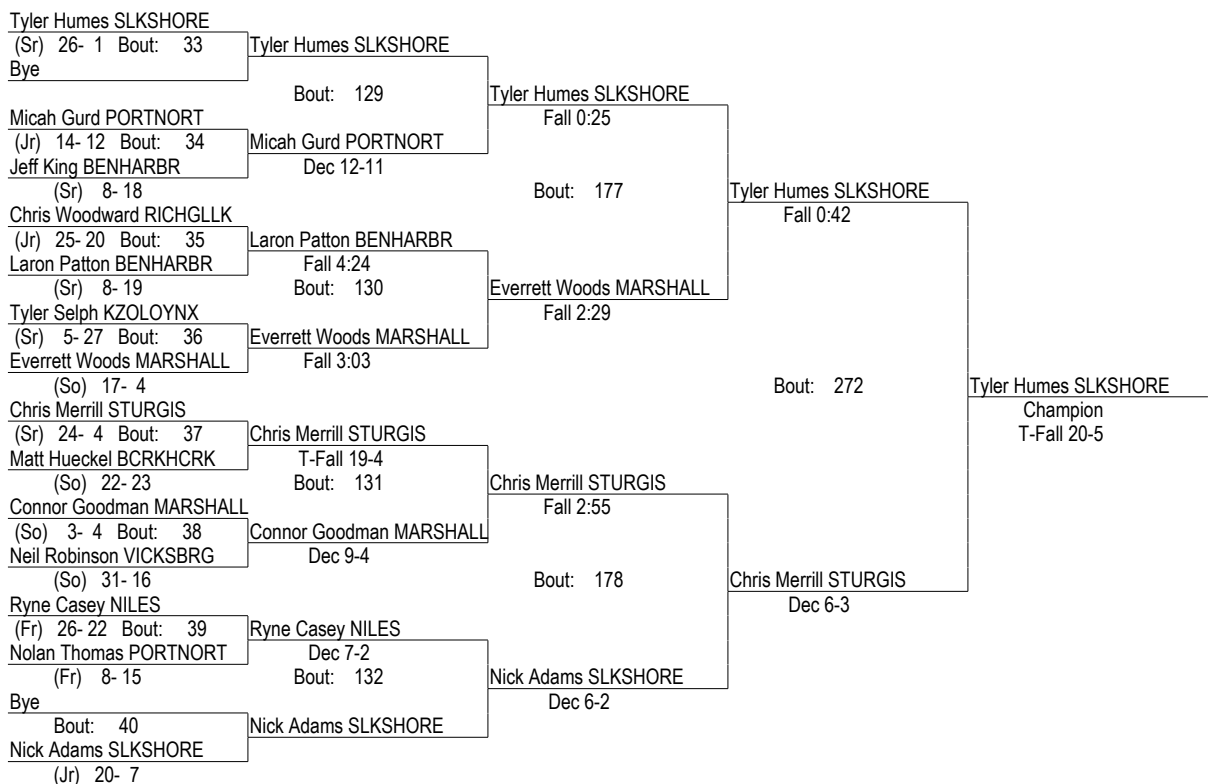 Tyler Humes SLKSHORE
(Sr) 26- 1 Bout: 33 Tyler Humes SLKSHORE
Bye
Bout: 129 Tyler Humes SLKSHORE
Micah Gurd PORTNORT Fall 0:25
(Jr) 14- 12 Bout: 34 Micah Gurd PORTNORT
Jeff King BENHARBR Dec 12-11
(Sr) 8- 18 Bout: 177 Tyler Humes SLKSHORE
Chris Woodward RICHGLLK Fall 0:42
(Jr) 25- 20 Bout: 35 Laron Patton BENHARBR
Laron Patton BENHARBR Fall 4:24
(Sr) 8- 19 Bout: 130 Everrett Woods MARSHALL
Tyler Selph KZOLOYNX Fall 2:29
(Sr) 5- 27 Bout: 36 Everrett Woods MARSHALL
Everrett Woods MARSHALL Fall 3:03
(So) 17- 4 Bout: 272 Tyler Humes SLKSHORE
Chris Merrill STURGIS Champion
(Sr) 24- 4 Bout: 37 Chris Merrill STURGIS T-Fall 20-5
Matt Hueckel BCRKHCRK T-Fall 19-4
(So) 22- 23 Bout: 131 Chris Merrill STURGIS
Connor Goodman MARSHALL Fall 2:55
(So) 3- 4 Bout: 38 Connor Goodman MARSHALL
Neil Robinson VICKSBRG Dec 9-4
(So) 31- 16 Bout: 178 Chris Merrill STURGIS
Ryne Casey NILES Dec 6-3
(Fr) 26- 22 Bout: 39 Ryne Casey NILES
Nolan Thomas PORTNORT Dec 7-2
(Fr) 8- 15 Bout: 132 Nick Adams SLKSHORE
Bye Dec 6-2
Bout: 40 Nick Adams SLKSHORE
Nick Adams SLKSHORE
(Jr) 20- 7